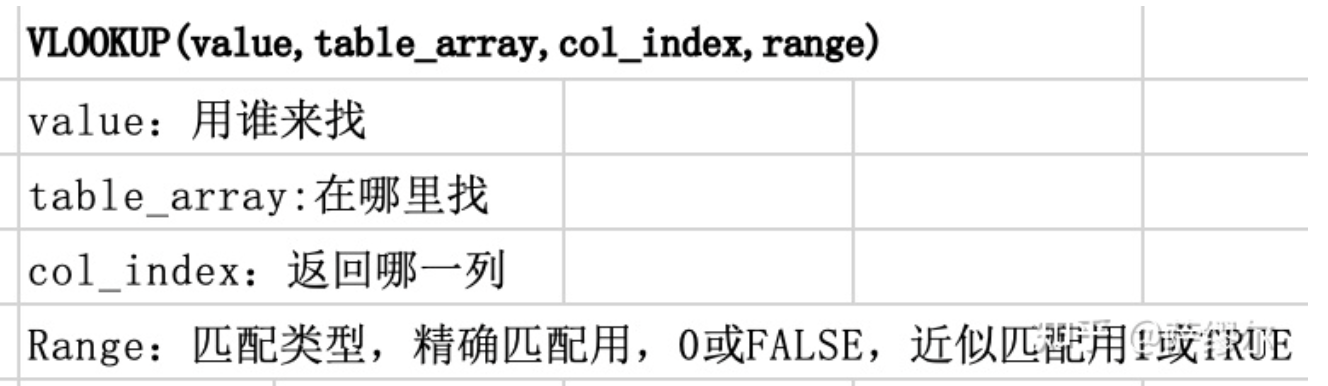 VLOOKUP(value,table_array,col_index,range)
value：用谁来找
table_array:在哪里找
col_index：返回哪一列
Range：匹配类型，精确匹配用，0或FALSE，近似匹配用1或TRUE
知乎